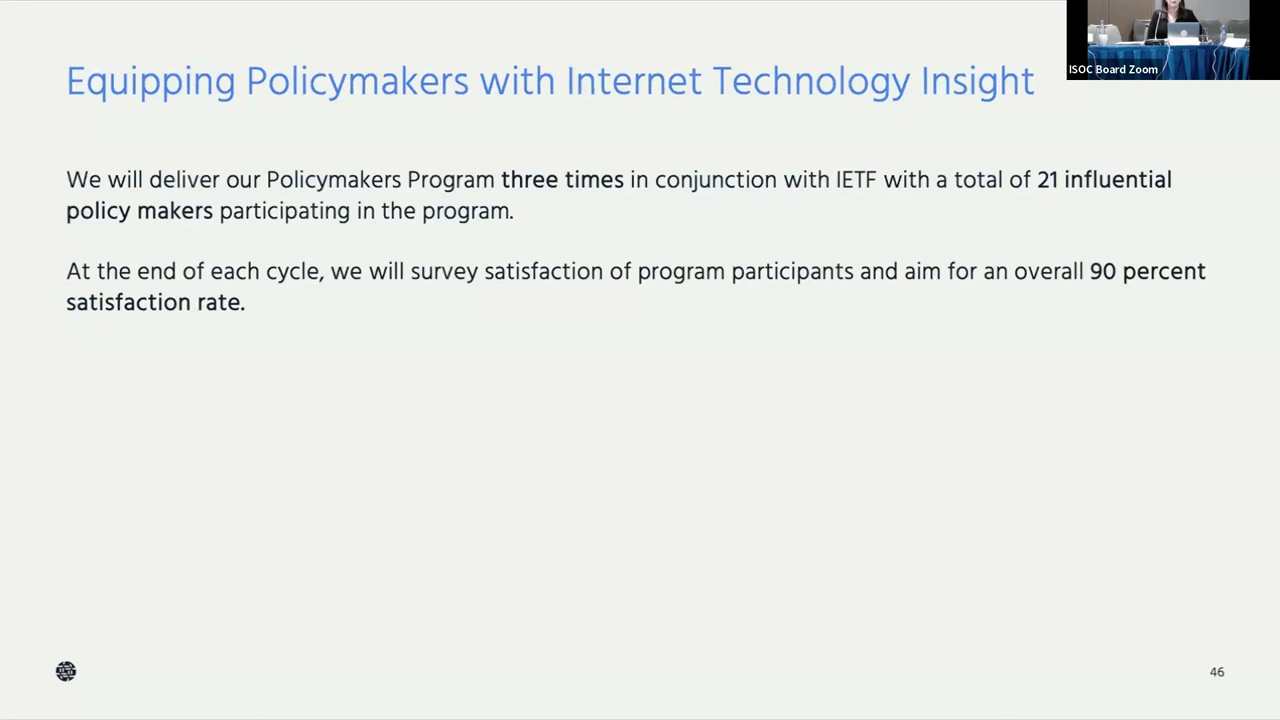 ISOC Board Zoom
Equipping Policymakers with Internet Technology Insight
We will deliver our Policymakers Program three times in conjunction with IETF with a total of 21 influential
policy makers participating in the program.
At the end of each cycle, we will survey satisfaction of program participants and aim for an overall 90 percent
satisfaction rate.
46